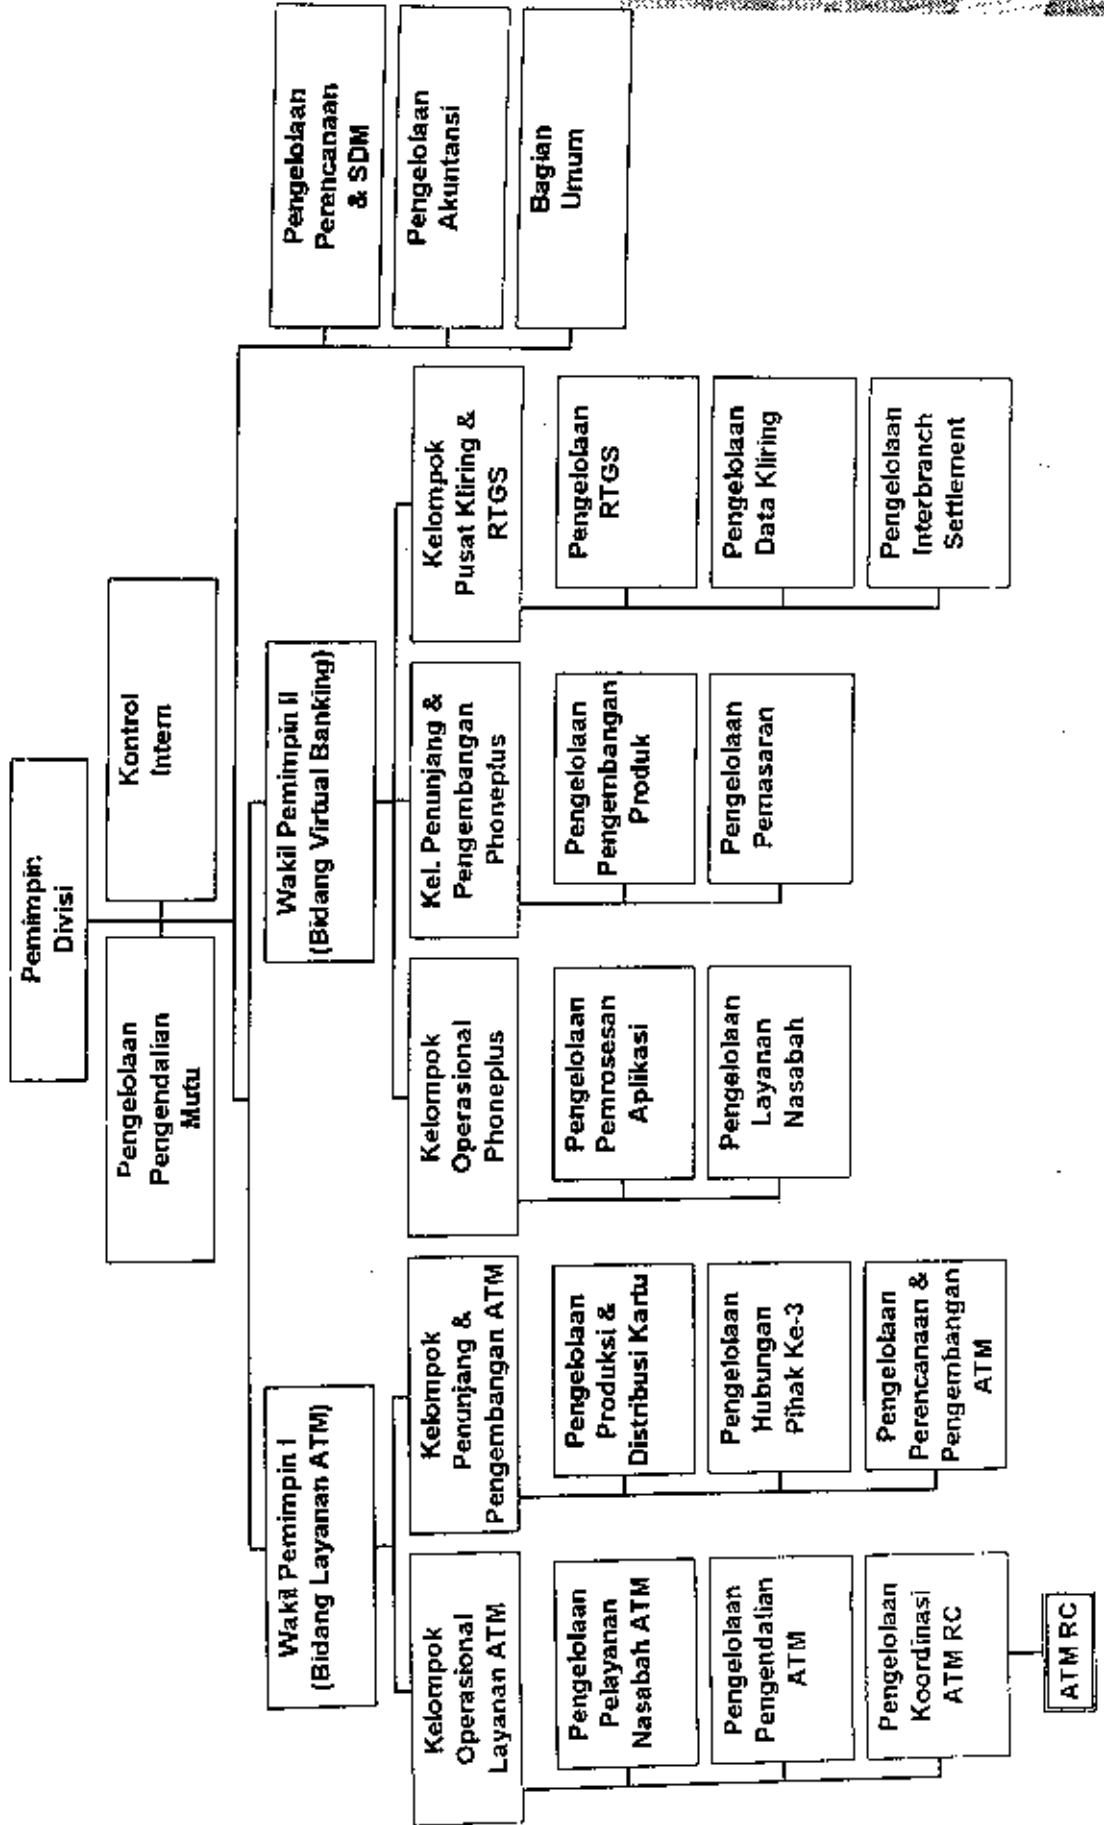 Pemimpin
Divisi
Pengelolaan
Pengendalian
Mutu
Kontrol
Intern
Wakil Pemimpin I
(Bidang Layanan ATM)
Wakil Pemimpin II
(Bidang Virtual Banking)
Pengelolaan
Perencanaan
& SDM
Pengelolaan
Akuntansi
Bagian
Umum
Kelompok
Operasional
Layanan ATM
Kelompok
Penunjang &
Pengembangan ATM
Kelompok
Operasional
Phoneplus
Kel. Penunjang &
Pengembangan
Phoneplus
Kelompok
Pusat Kliring &
RTGS
Pengelolaan
Pelayanan
Nasabah ATM
Pengelolaan
Produksi &
Distribusi Kartu
Pengelolaan
Pemrosesan
Aplikasi
Pengelolaan
Pengembangan
Produk
Pengelolaan
RTGS
Pengelolaan
Pengendalian
ATM
Pengelolaan
Hubungan
Pihak Ke-3
Pengelolaan
Layanan
Nasabah
Pengelolaan
Pemasaran
Pengelolaan
Data Kliring
Pengelolaan
Koordinasi
ATM RC
Pengelolaan
Perencanaan &
Pengembangan
ATM
Pengelolaan
Interbranch
Settlement
ATM RC